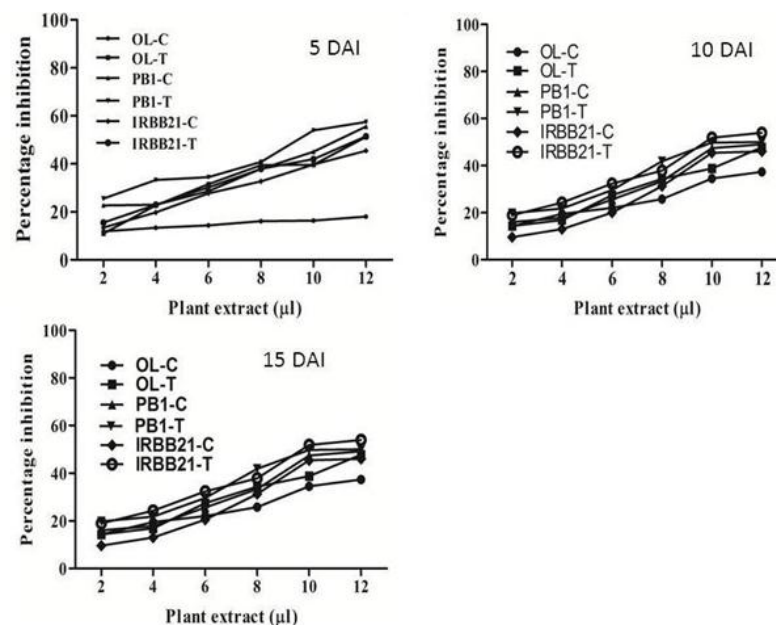 5 DAI
OL-C
OL-T
PB1-C
PB1-T
IRBB21-C
IRBB21-T
Percentage inhibition
100
80
60
40
20
0
2 4 6 8 10 12
Plant extract (µl)
10 DAI
OL-C
OL-T
PB1-C
PB1-T
IRBB21-C
IRBB21-T
Percentage inhibition
100
80
60
40
20
0
2 4 6 8 10 12
Plant extract (µl)
15 DAI
OL-C
OL-T
PB1-C
PB1-T
IRBB21-C
IRBB21-T
Percentage inhibition
100
80
60
40
20
0
2 4 6 8 10 12
Plant extract (µl)